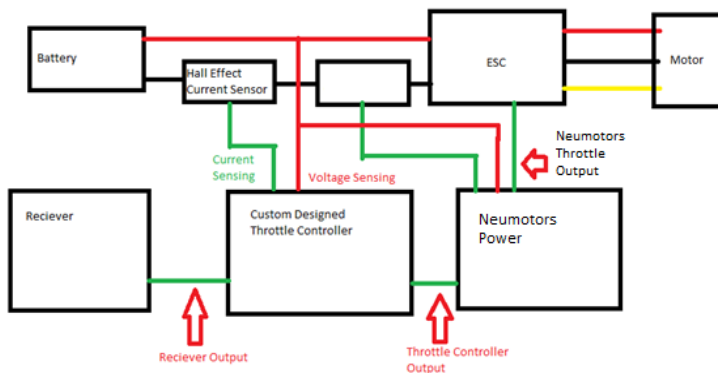 Battery
Hall Effect
Current Sensor
ESC
Motor
Current
Sensing
Voltage Sensing
Neumotors
Throttle
Output
Reciever
Custom Designed
Throttle Controller
Neumotors
Power
Reciever Output
Throttle Controller
Output